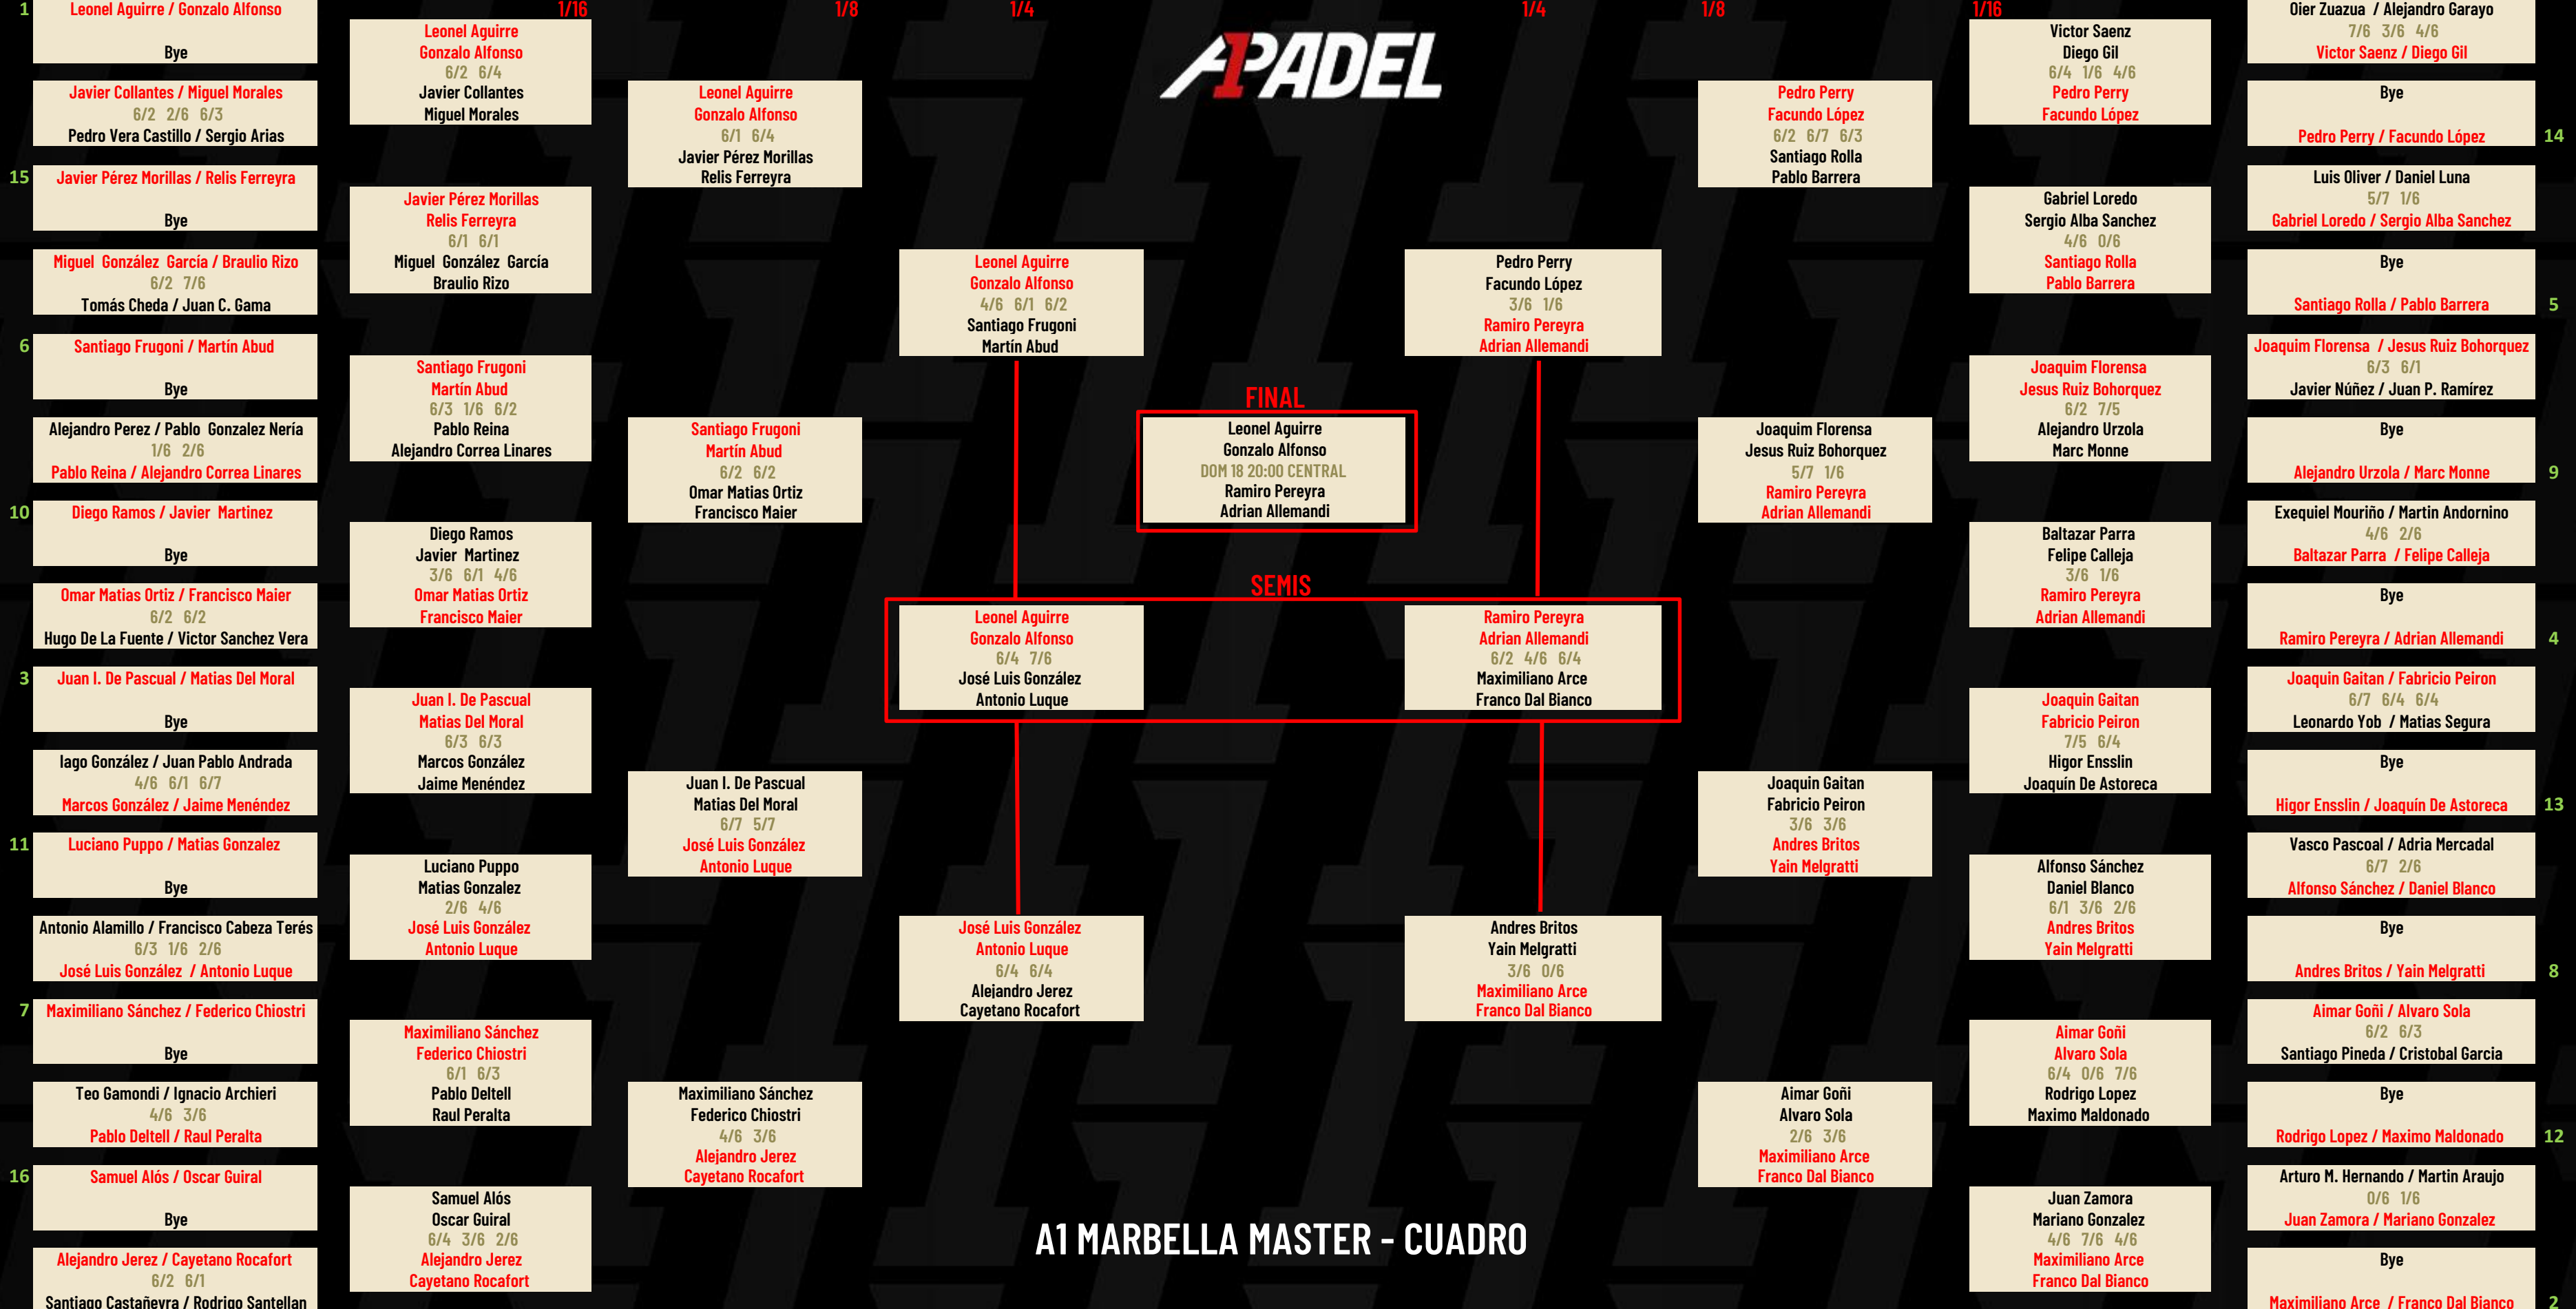 1
Leonel Aguirre / Gonzalo Alfonso
Bye
Javier Collantes / Miguel Morales
6/2 2/6 6/3
Pedro Vera Castillo / Sergio Arias
15
Javier Pérez Morillas / Relis Ferreyra
Bye
Miguel González García / Braulio Rizo
6/2 7/6
Tomás Cheda / Juan C. Gama
6
Santiago Frugoni / Martín Abud
Bye
Alejandro Perez / Pablo Gonzalez Nería
1/6 2/6
Pablo Reina / Alejandro Correa Linares
10
Diego Ramos / Javier Martinez
Bye
Omar Matias Ortiz / Francisco Maier
6/2 6/2
Hugo De La Fuente / Victor Sanchez Vera
3
Juan I. De Pascual / Matias Del Moral
Bye
Iago González / Juan Pablo Andrada
4/6 6/1 6/7
Marcos González / Jaime Menéndez
11
Luciano Puppo / Matias Gonzalez
Bye
Antonio Alamillo / Francisco Cabeza Terés
6/3 1/6 2/6
José Luis González / Antonio Luque
7
Maximiliano Sánchez / Federico Chiostri
Bye
Teo Gamondi / Ignacio Archieri
4/6 3/6
Pablo Deltell / Raul Peralta
16
Samuel Alós / Oscar Guiral
Bye
Alejandro Jerez / Cayetano Rocafort
6/2 6/1
Santiago Castañeyra / Rodrigo Santellan
1/16
Leonel Aguirre
Gonzalo Alfonso
6/2 6/4
Javier Collantes
Miguel Morales
Javier Pérez Morillas
Relis Ferreyra
6/1 6/1
Miguel González García
Braulio Rizo
Santiago Frugoni
Martín Abud
6/3 1/6 6/2
Pablo Reina
Alejandro Correa Linares
Diego Ramos
Javier Martinez
3/6 6/1 4/6
Omar Matias Ortiz
Francisco Maier
Juan I. De Pascual
Matias Del Moral
6/3 6/3
Marcos González
Jaime Menéndez
Luciano Puppo
Matias Gonzalez
2/6 4/6
José Luis González
Antonio Luque
Maximiliano Sánchez
Federico Chiostri
6/1 6/3
Pablo Deltell
Raul Peralta
Samuel Alós
Oscar Guiral
6/4 3/6 2/6
Alejandro Jerez
Cayetano Rocafort
1/8
Leonel Aguirre
Gonzalo Alfonso
6/1 6/4
Javier Pérez Morillas
Relis Ferreyra
Santiago Frugoni
Martín Abud
6/2 6/2
Omar Matias Ortiz
Francisco Maier
Juan I. De Pascual
Matias Del Moral
6/7 5/7
José Luis González
Antonio Luque
Maximiliano Sánchez
Federico Chiostri
4/6 3/6
Alejandro Jerez
Cayetano Rocafort
1/4
Leonel Aguirre
Gonzalo Alfonso
4/6 6/1 6/2
Santiago Frugoni
Martín Abud
José Luis González
Antonio Luque
6/4 6/4
Alejandro Jerez
Cayetano Rocafort
A1PADEL
FINAL
Leonel Aguirre
Gonzalo Alfonso
DOM 18 20:00 CENTRAL
Ramiro Pereyra
Adrian Allemandi
SEMIS
Leonel Aguirre
Gonzalo Alfonso
6/4 7/6
José Luis González
Antonio Luque
Ramiro Pereyra
Adrian Allemandi
6/2 4/6 6/4
Maximiliano Arce
Franco Dal Bianco
A1 MARBELLA MASTER - CUADRO
1/4
Pedro Perry
Facundo López
3/6 1/6
Ramiro Pereyra
Adrian Allemandi
Andres Britos
Yain Melgratti
3/6 0/6
Maximiliano Arce
Franco Dal Bianco
1/8
Pedro Perry
Facundo López
6/2 6/7 6/3
Santiago Rolla
Pablo Barrera
Joaquim Florensa
Jesus Ruiz Bohorquez
5/7 1/6
Ramiro Pereyra
Adrian Allemandi
Joaquin Gaitan
Fabricio Peiron
3/6 3/6
Andres Britos
Yain Melgratti
Aimar Goñi
Alvaro Sola
2/6 3/6
Maximiliano Arce
Franco Dal Bianco
1/16
Victor Saenz
Diego Gil
6/4 1/6 4/6
Pedro Perry
Facundo López
Gabriel Loredo
Sergio Alba Sanchez
4/6 0/6
Santiago Rolla
Pablo Barrera
Joaquim Florensa
Jesus Ruiz Bohorquez
6/2 7/5
Alejandro Urzola
Marc Monne
Baltazar Parra
Felipe Calleja
3/6 1/6
Ramiro Pereyra
Adrian Allemandi
Joaquin Gaitan
Fabricio Peiron
7/5 6/4
Higor Ensslin
Joaquín De Astoreca
Alfonso Sánchez
Daniel Blanco
6/1 3/6 2/6
Andres Britos
Yain Melgratti
Aimar Goñi
Alvaro Sola
6/4 0/6 7/6
Rodrigo Lopez
Maximo Maldonado
Juan Zamora
Mariano Gonzalez
4/6 7/6 4/6
Maximiliano Arce
Franco Dal Bianco
Oier Zuazua / Alejandro Garayo
7/6 3/6 4/6
Victor Saenz / Diego Gil
Bye
Pedro Perry / Facundo López
14
Luis Oliver / Daniel Luna
5/7 1/6
Gabriel Loredo / Sergio Alba Sanchez
Bye
Santiago Rolla / Pablo Barrera
5
Joaquim Florensa / Jesus Ruiz Bohorquez
6/3 6/1
Javier Núñez / Juan P. Ramírez
Bye
Alejandro Urzola / Marc Monne
9
Exequiel Mouriño / Martin Andornino
4/6 2/6
Baltazar Parra / Felipe Calleja
Bye
Ramiro Pereyra / Adrian Allemandi
4
Joaquin Gaitan / Fabricio Peiron
6/7 6/4 6/4
Leonardo Yob / Matias Segura
Bye
Higor Ensslin / Joaquín De Astoreca
13
Vasco Pascoal / Adria Mercadal
6/7 2/6
Alfonso Sánchez / Daniel Blanco
Bye
Andres Britos / Yain Melgratti
8
Aimar Goñi / Alvaro Sola
6/2 6/3
Santiago Pineda / Cristobal Garcia
Bye
Rodrigo Lopez / Maximo Maldonado
12
Arturo M. Hernando / Martin Araujo
0/6 1/6
Juan Zamora / Mariano Gonzalez
Bye
Maximiliano Arce / Franco Dal Bianco
2